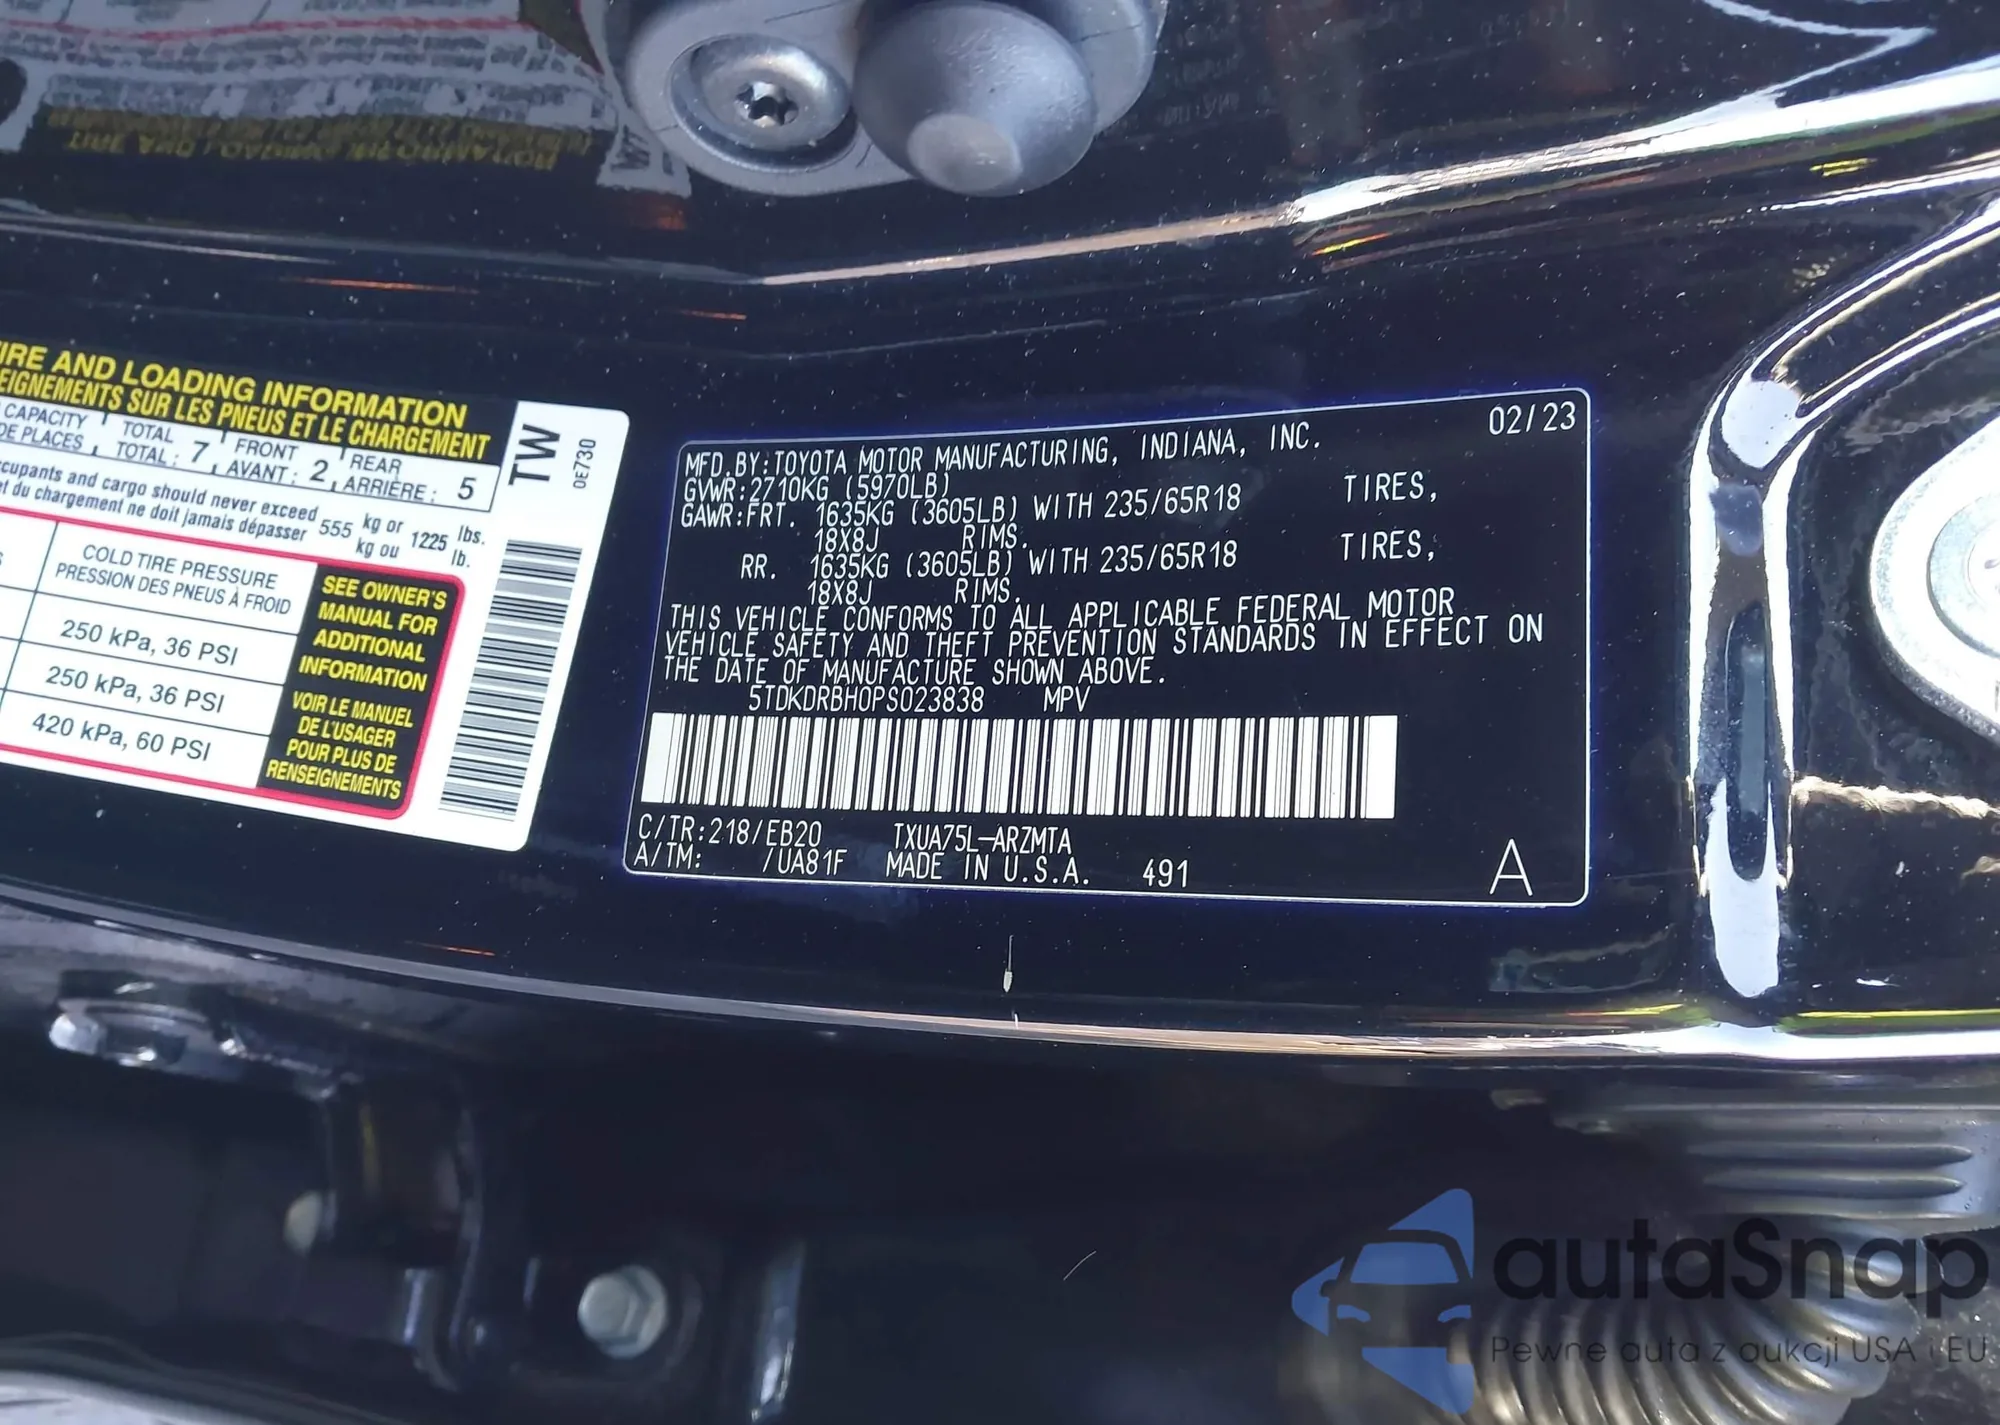 IRE AND LOADING INFORMATION
EIGNEMENTS SUR LES PNEUS ET LE CHARGEMENT
CAPACITY TOTAL 7 FRONT 2 REAR 5
DE PLACES TOTAL: AVANT: ARRIÈRE:
ccupants and cargo should never exceed 555 kg or 1225 lbs.
et du chargement ne doit jamais dépasser kg ou lb.
COLD TIRE PRESSURE
PRESSION DES PNEUS À FROID
250 kPa, 36 PSI
250 kPa, 36 PSI
420 kPa, 60 PSI
SEE OWNER'S
MANUAL FOR
ADDITIONAL
INFORMATION
VOIR LE MANUEL
DE L'USAGER
POUR PLUS DE
RENSEIGNEMENTS
TW
0E730
02/23
MFD.BY:TOYOTA MOTOR MANUFACTURING, INDIANA, INC.
GVWR:2710KG (5970LB)
GAWR:FRT. 1635KG (3605LB) WITH 235/65R18 TIRES,
18X8J RIMS.
RR. 1635KG (3605LB) WITH 235/65R18 TIRES,
18X8J RIMS.
THIS VEHICLE CONFORMS TO ALL APPLICABLE FEDERAL MOTOR
VEHICLE SAFETY AND THEFT PREVENTION STANDARDS IN EFFECT ON
THE DATE OF MANUFACTURE SHOWN ABOVE.
5TDKDRBH0PS023838 MPV
C/TR:218/EB20 TXUA75L-ARZMTA
A/TM: /UA81F MADE IN U.S.A. 491
A
autaSnap
Pewne auta z aukcji USA i EU